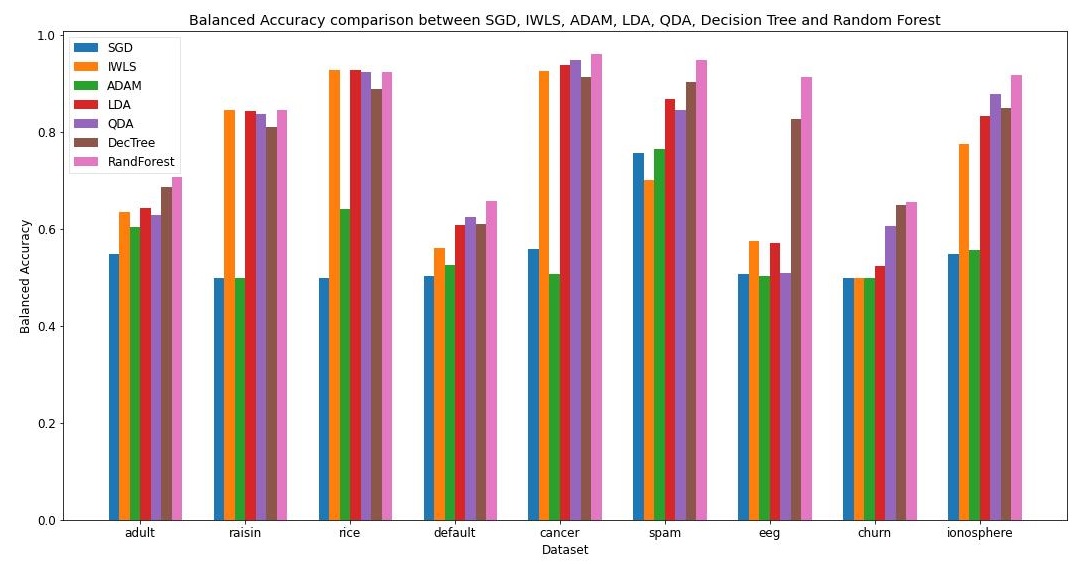 Balanced Accuracy comparison between SGD, IWLS, ADAM, LDA, QDA, Decision Tree and Random Forest
1.0
0.8
0.6
0.4
0.2
0.0
Balanced Accuracy
SGD
IWLS
ADAM
LDA
QDA
DecTree
RandForest
adult raisin rice default cancer spam eeg churn ionosphere
Dataset